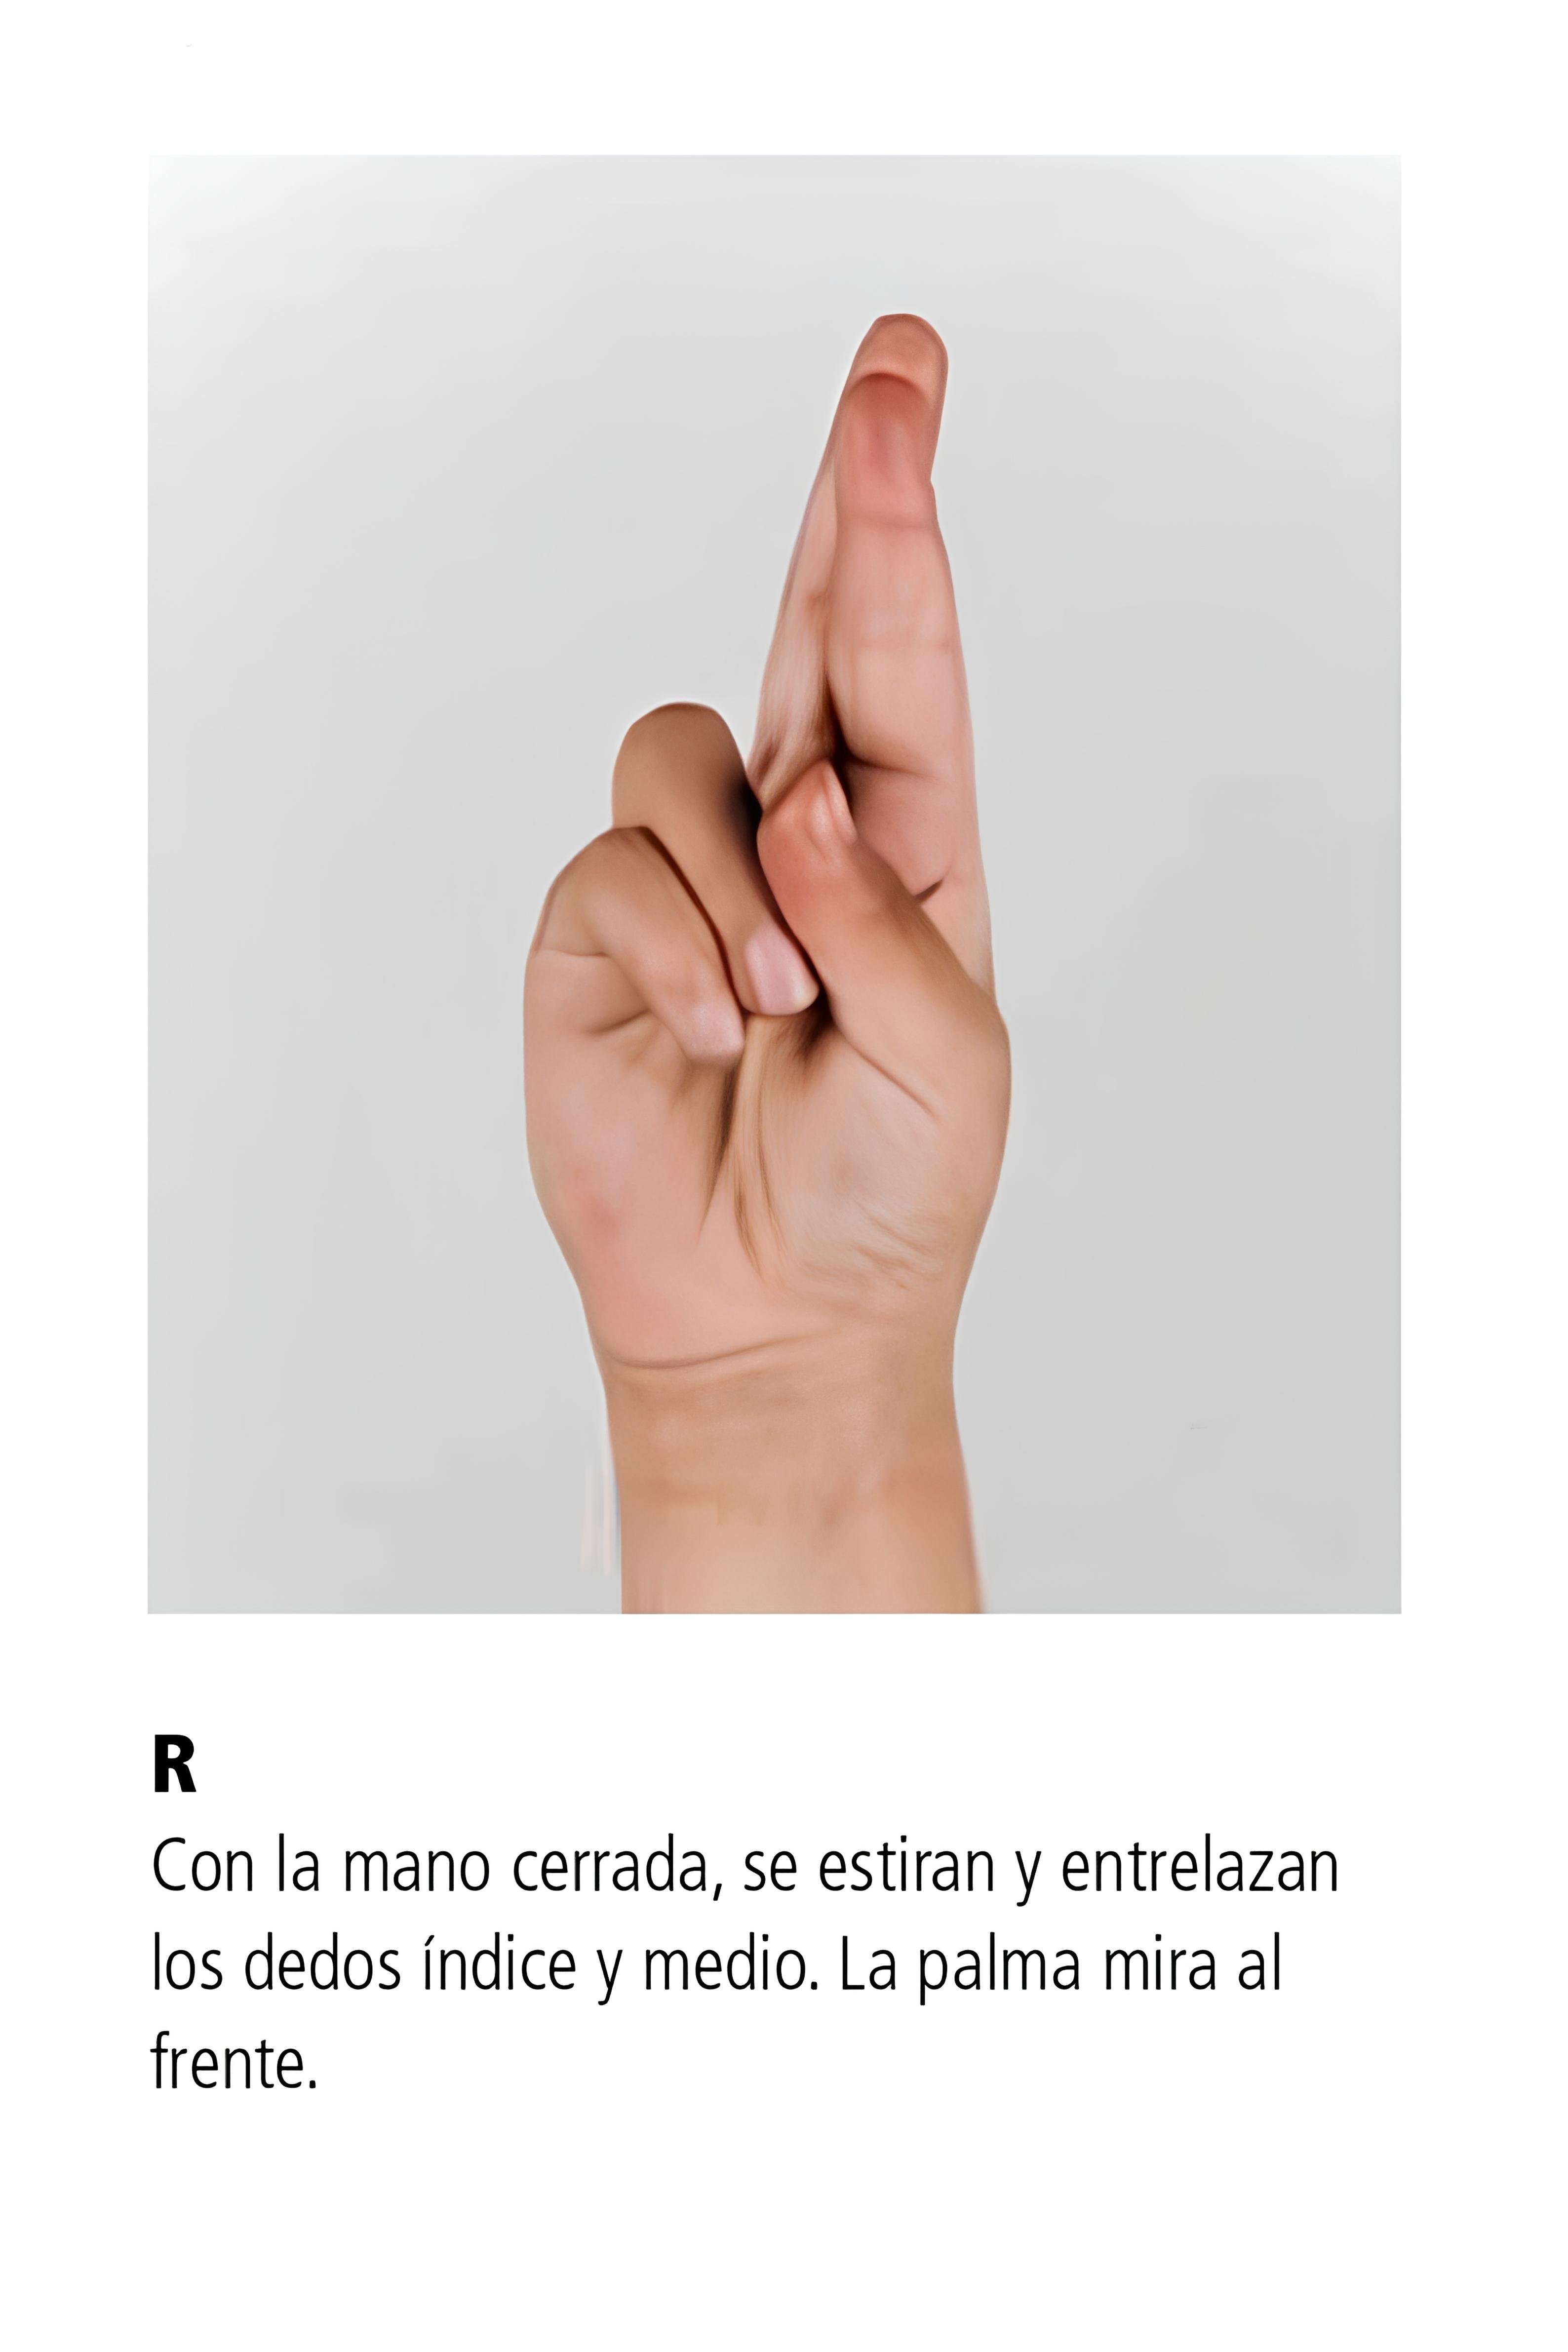 R
Con la mano cerrada, se estiran y entrelazan
los dedos índice y medio. La palma mira al
frente.